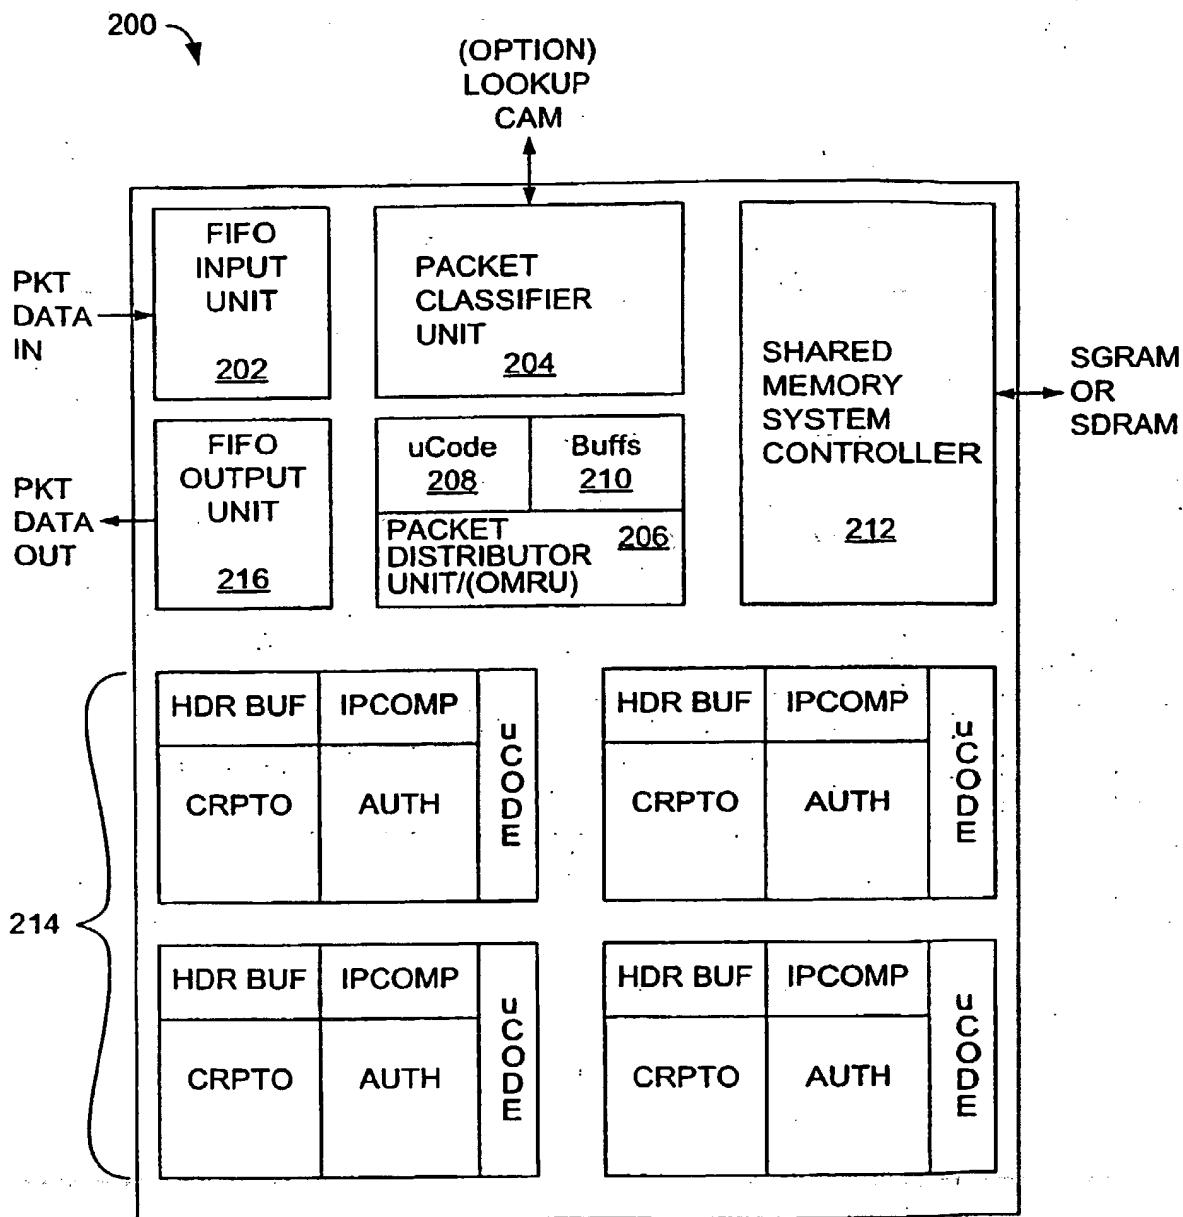 200
(OPTION)
LOOKUP
CAM
FIFO
INPUT
UNIT
202
PKT
DATA
IN
PACKET
CLASSIFIER
UNIT
204
SHARED
MEMORY
SYSTEM
CONTROLLER
212
SGRAM
OR
SDRAM
FIFO
OUTPUT
UNIT
216
PKT
DATA
OUT
uCode
208
Buffs
210
PACKET
DISTRIBUTOR
UNIT/(OMRU)
206
214
HDR BUF
IPCOMP
uCODE
CRPTO
AUTH
HDR BUF
IPCOMP
uCODE
CRPTO
AUTH
HDR BUF
IPCOMP
uCODE
CRPTO
AUTH
HDR BUF
IPCOMP
uCODE
CRPTO
AUTH